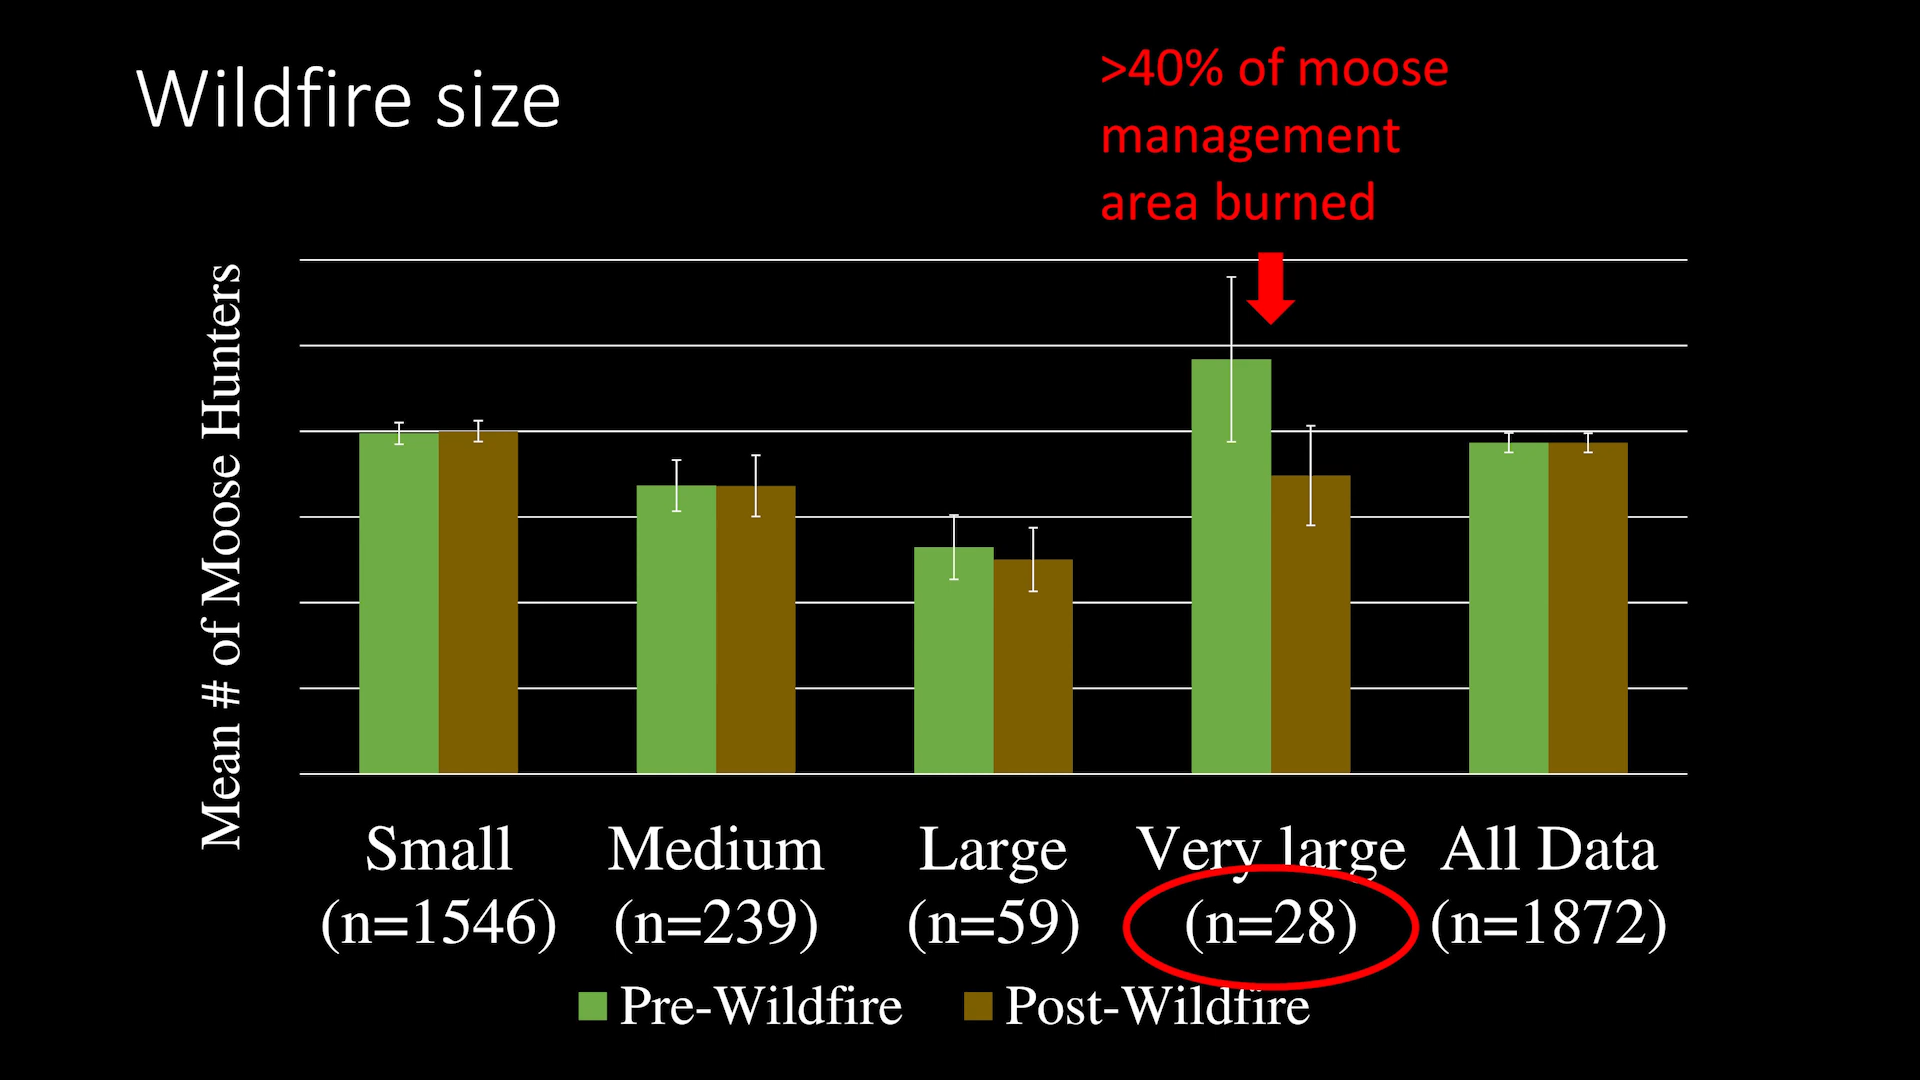 Wildfire size
>40% of moose
management
area burned
Mean # of Moose Hunters
Small
(n=1546)
Medium
(n=239)
Large
(n=59)
Very large
(n=28)
All Data
(n=1872)
Pre-Wildfire
Post-Wildfire